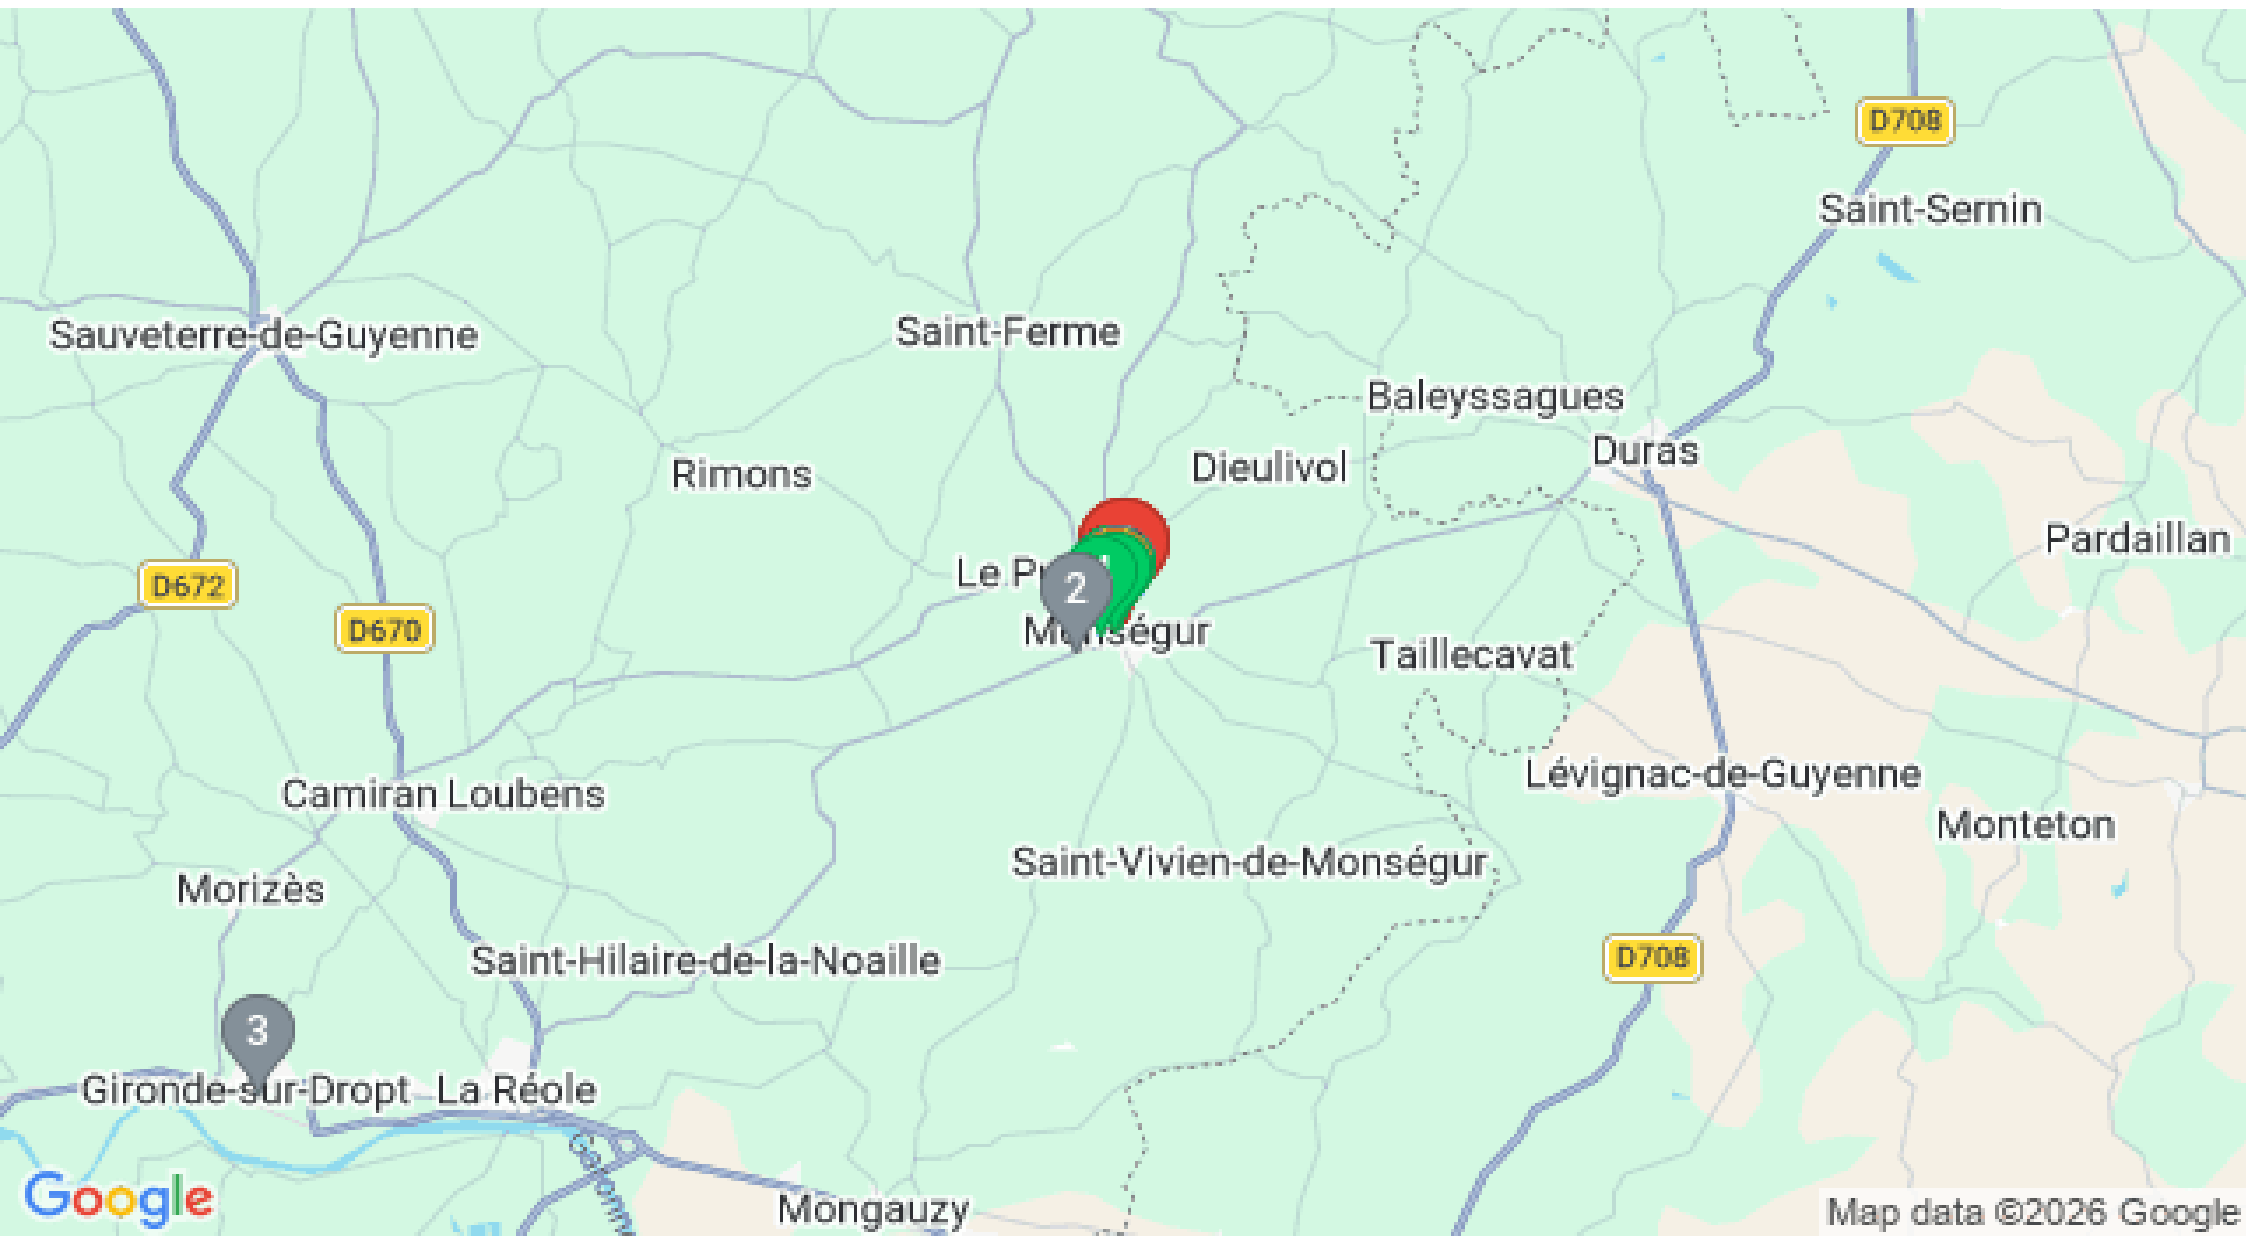 D708
Saint-Sernin
Sauveterre-de-Guyenne
Saint-Ferme
Baleyssagues
Duras
Dieulivol
Rimons
Pardaillan
Le
D672
2
D670
Monségur
Taillecavat
Lévignac-de-Guyenne
Camiran Loubens
Monteton
Saint-Vivien-de-Monségur
Morizès
Saint-Hilaire-de-la-Noaille
D708
3
Gironde-sur-Dropt
La Réole
Google
Mongauzy
Map data ©2026 Google